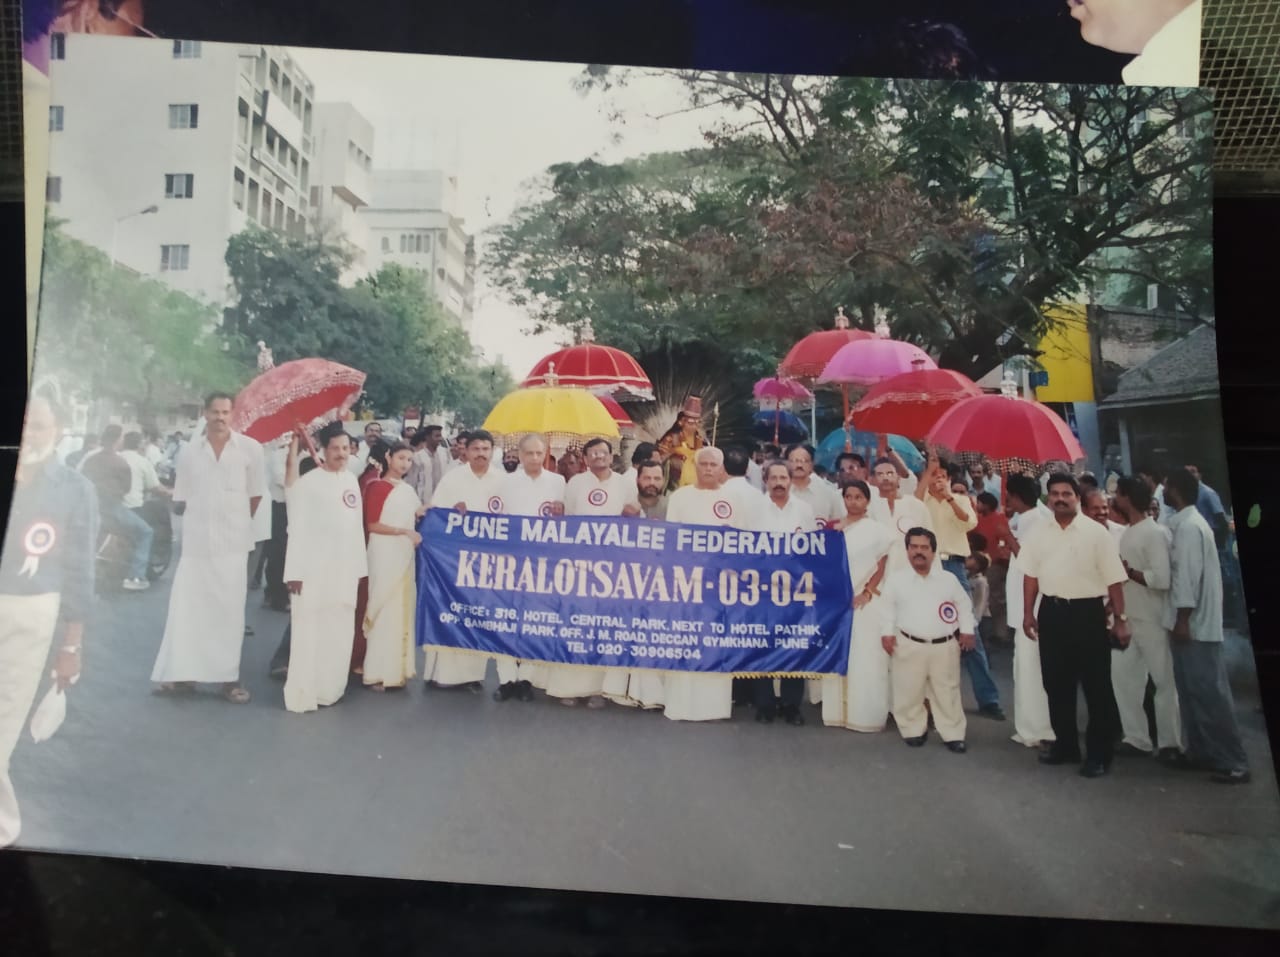 PUNE MALAYALEE FEDERATION
KERALOTSAVAM-03-04
OFFICE: 316, HOTEL CENTRAL PARK, NEXT TO HOTEL PATHIK,
OPP. SAMBHAJI PARK, OFF. J. M. ROAD, DECCAN GYMKHANA, PUNE - 4.
TEL: 020-30906504